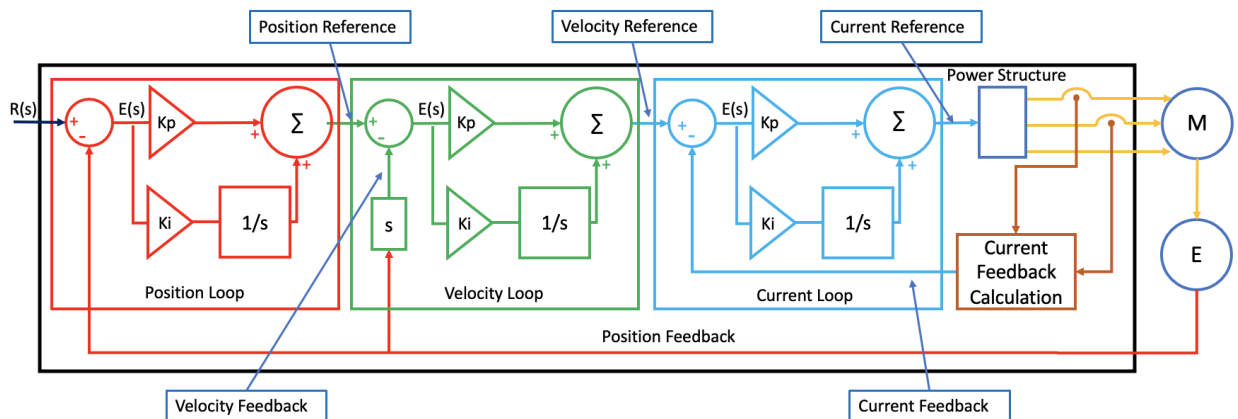 Position Reference
Velocity Reference
Current Reference
Power Structure
R(s)
+
-
E(s)
Kp
+
Σ
+
Ki
1/s
Position Loop
+
-
E(s)
Kp
+
Σ
+
s
Ki
1/s
Velocity Loop
+
-
E(s)
Kp
+
Σ
+
Ki
1/s
Current Loop
M
E
Current
Feedback
Calculation
Position Feedback
Velocity Feedback
Current Feedback